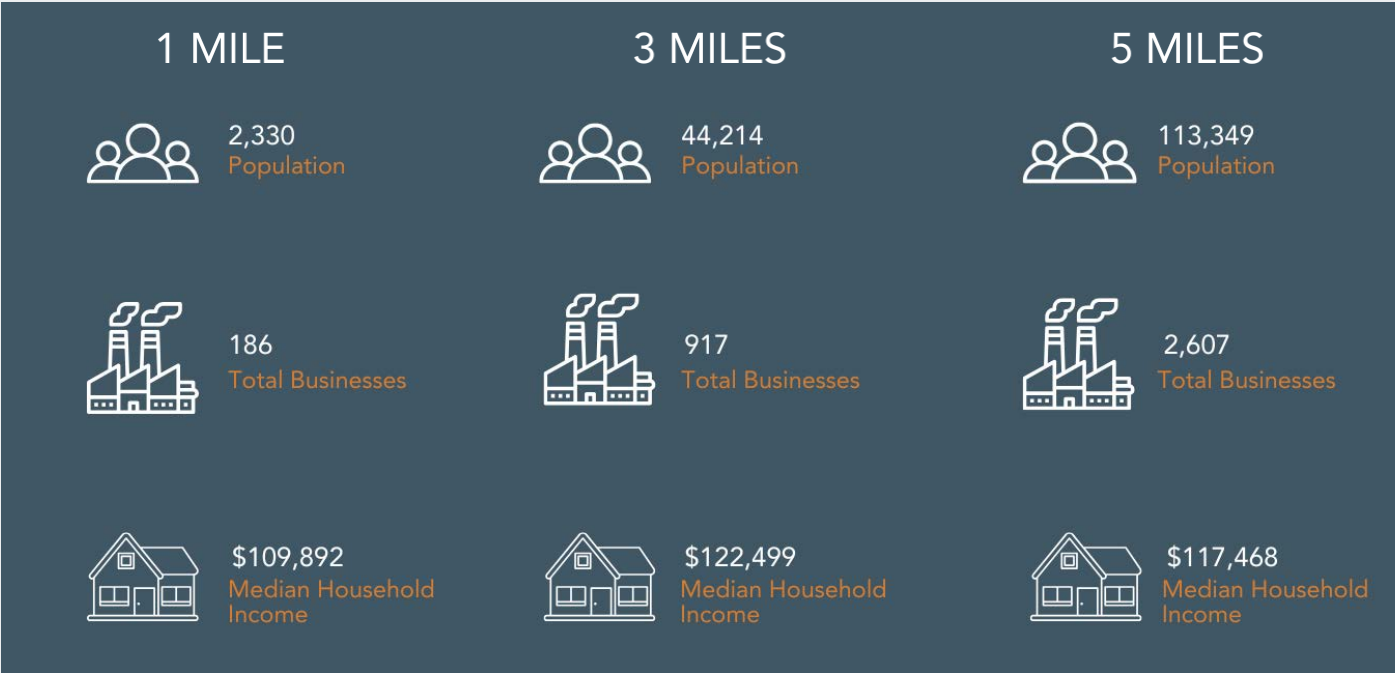 1 MILE
2,330
Population
186
Total Businesses
$109,892
Median Household
Income
3 MILES
44,214
Population
917
Total Businesses
$122,499
Median Household
Income
5 MILES
113,349
Population
2,607
Total Businesses
$117,468
Median Household
Income